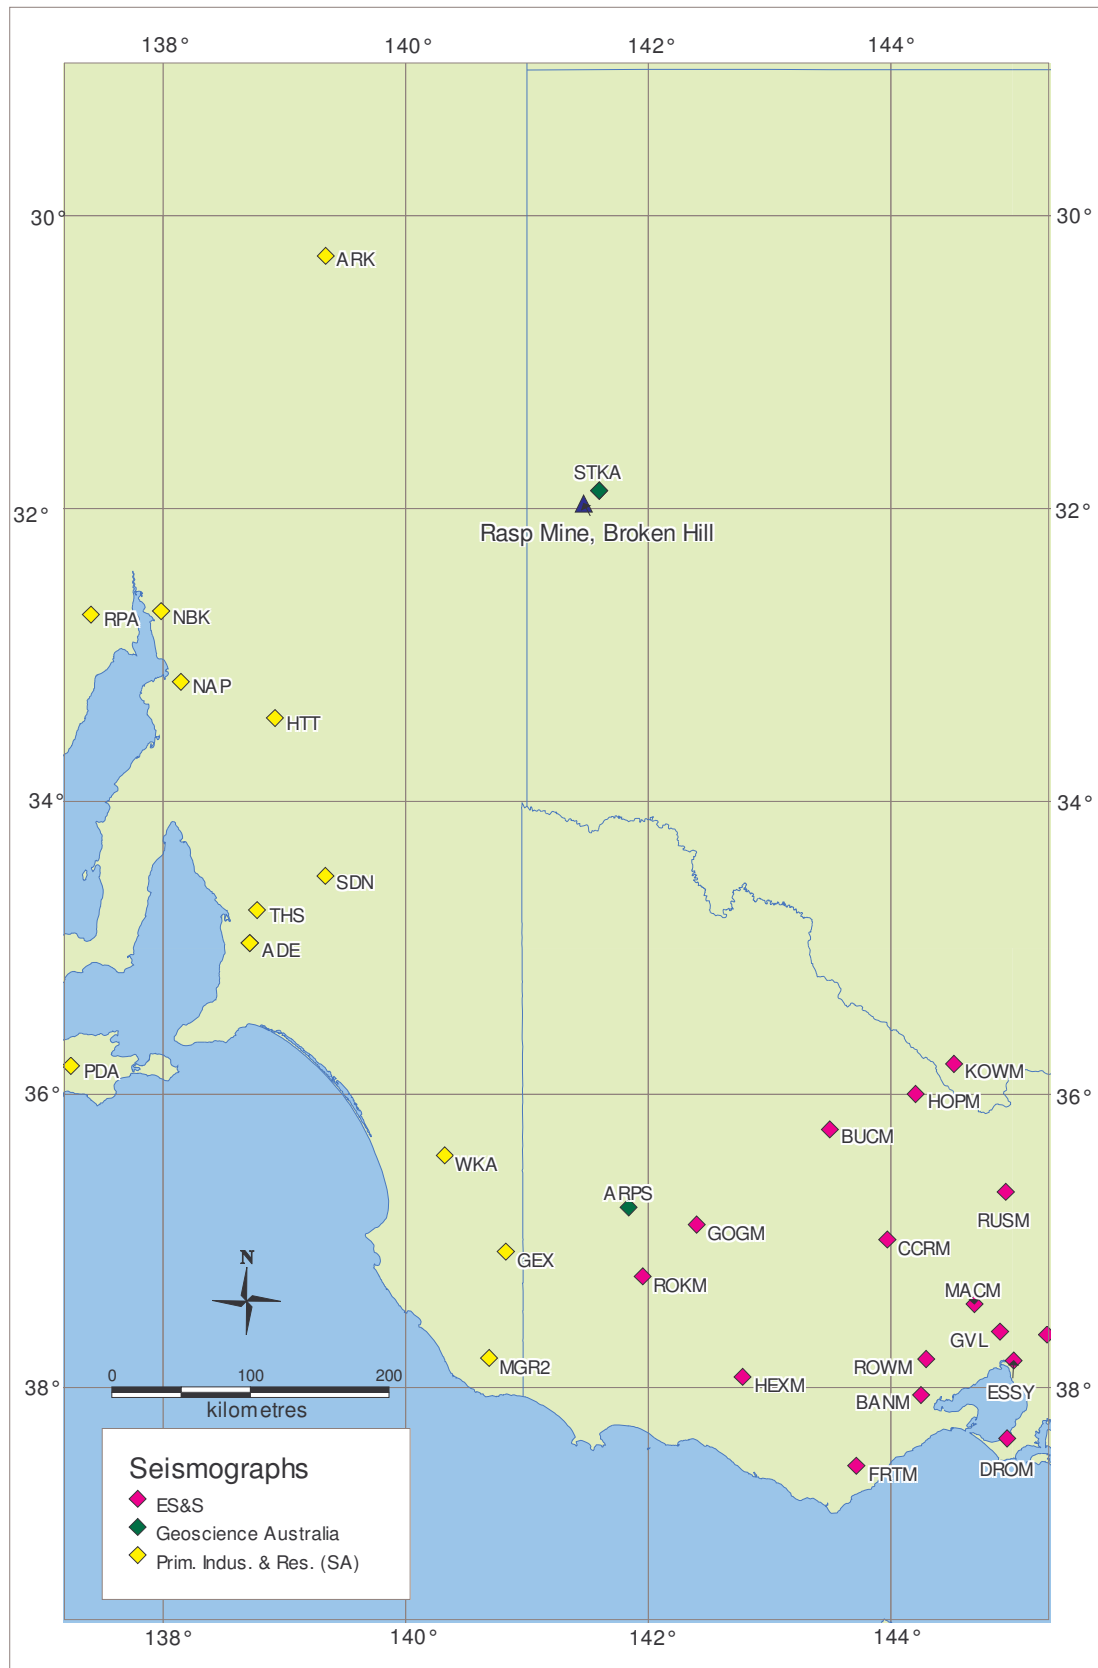 138° 140° 142° 144°
30° 30°
ARK
STKA
32° 32°
Rasp Mine, Broken Hill
RPA NBK
NAP
HTT
34° 34°
SDN
THS
ADE
PDA KOWM
36° HOPM 36°
BUCM
WKA
ARPS
RUSM
GOGM
CCRM
GEX
ROKM
N
MACM
GVL
MGR2 ROWM
0 100 200
HEXM
38° ESSY 38°
BANM
kilometres
DROM
FRTM
Seismographs
ES&S
Geoscience Australia
Prim. Indus. & Res. (SA)
138° 140° 142° 144°